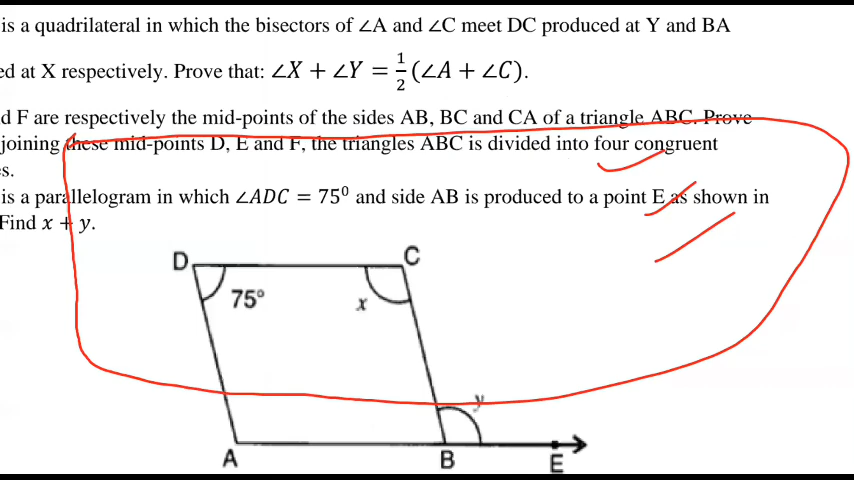 is a quadrilateral in which the bisectors of ∠A and ∠C meet DC produced at Y and BA
ed at X respectively. Prove that: ∠X + ∠Y = 1/2 (∠A + ∠C).
d F are respectively the mid-points of the sides AB, BC and CA of a triangle ABC. Prove
joining these mid-points D, E and F, the triangles ABC is divided into four congruent
s.
is a parallelogram in which ∠ADC = 75⁰ and side AB is produced to a point E as shown in
Find x + y.
D
C
75°
x
y
A
B
E